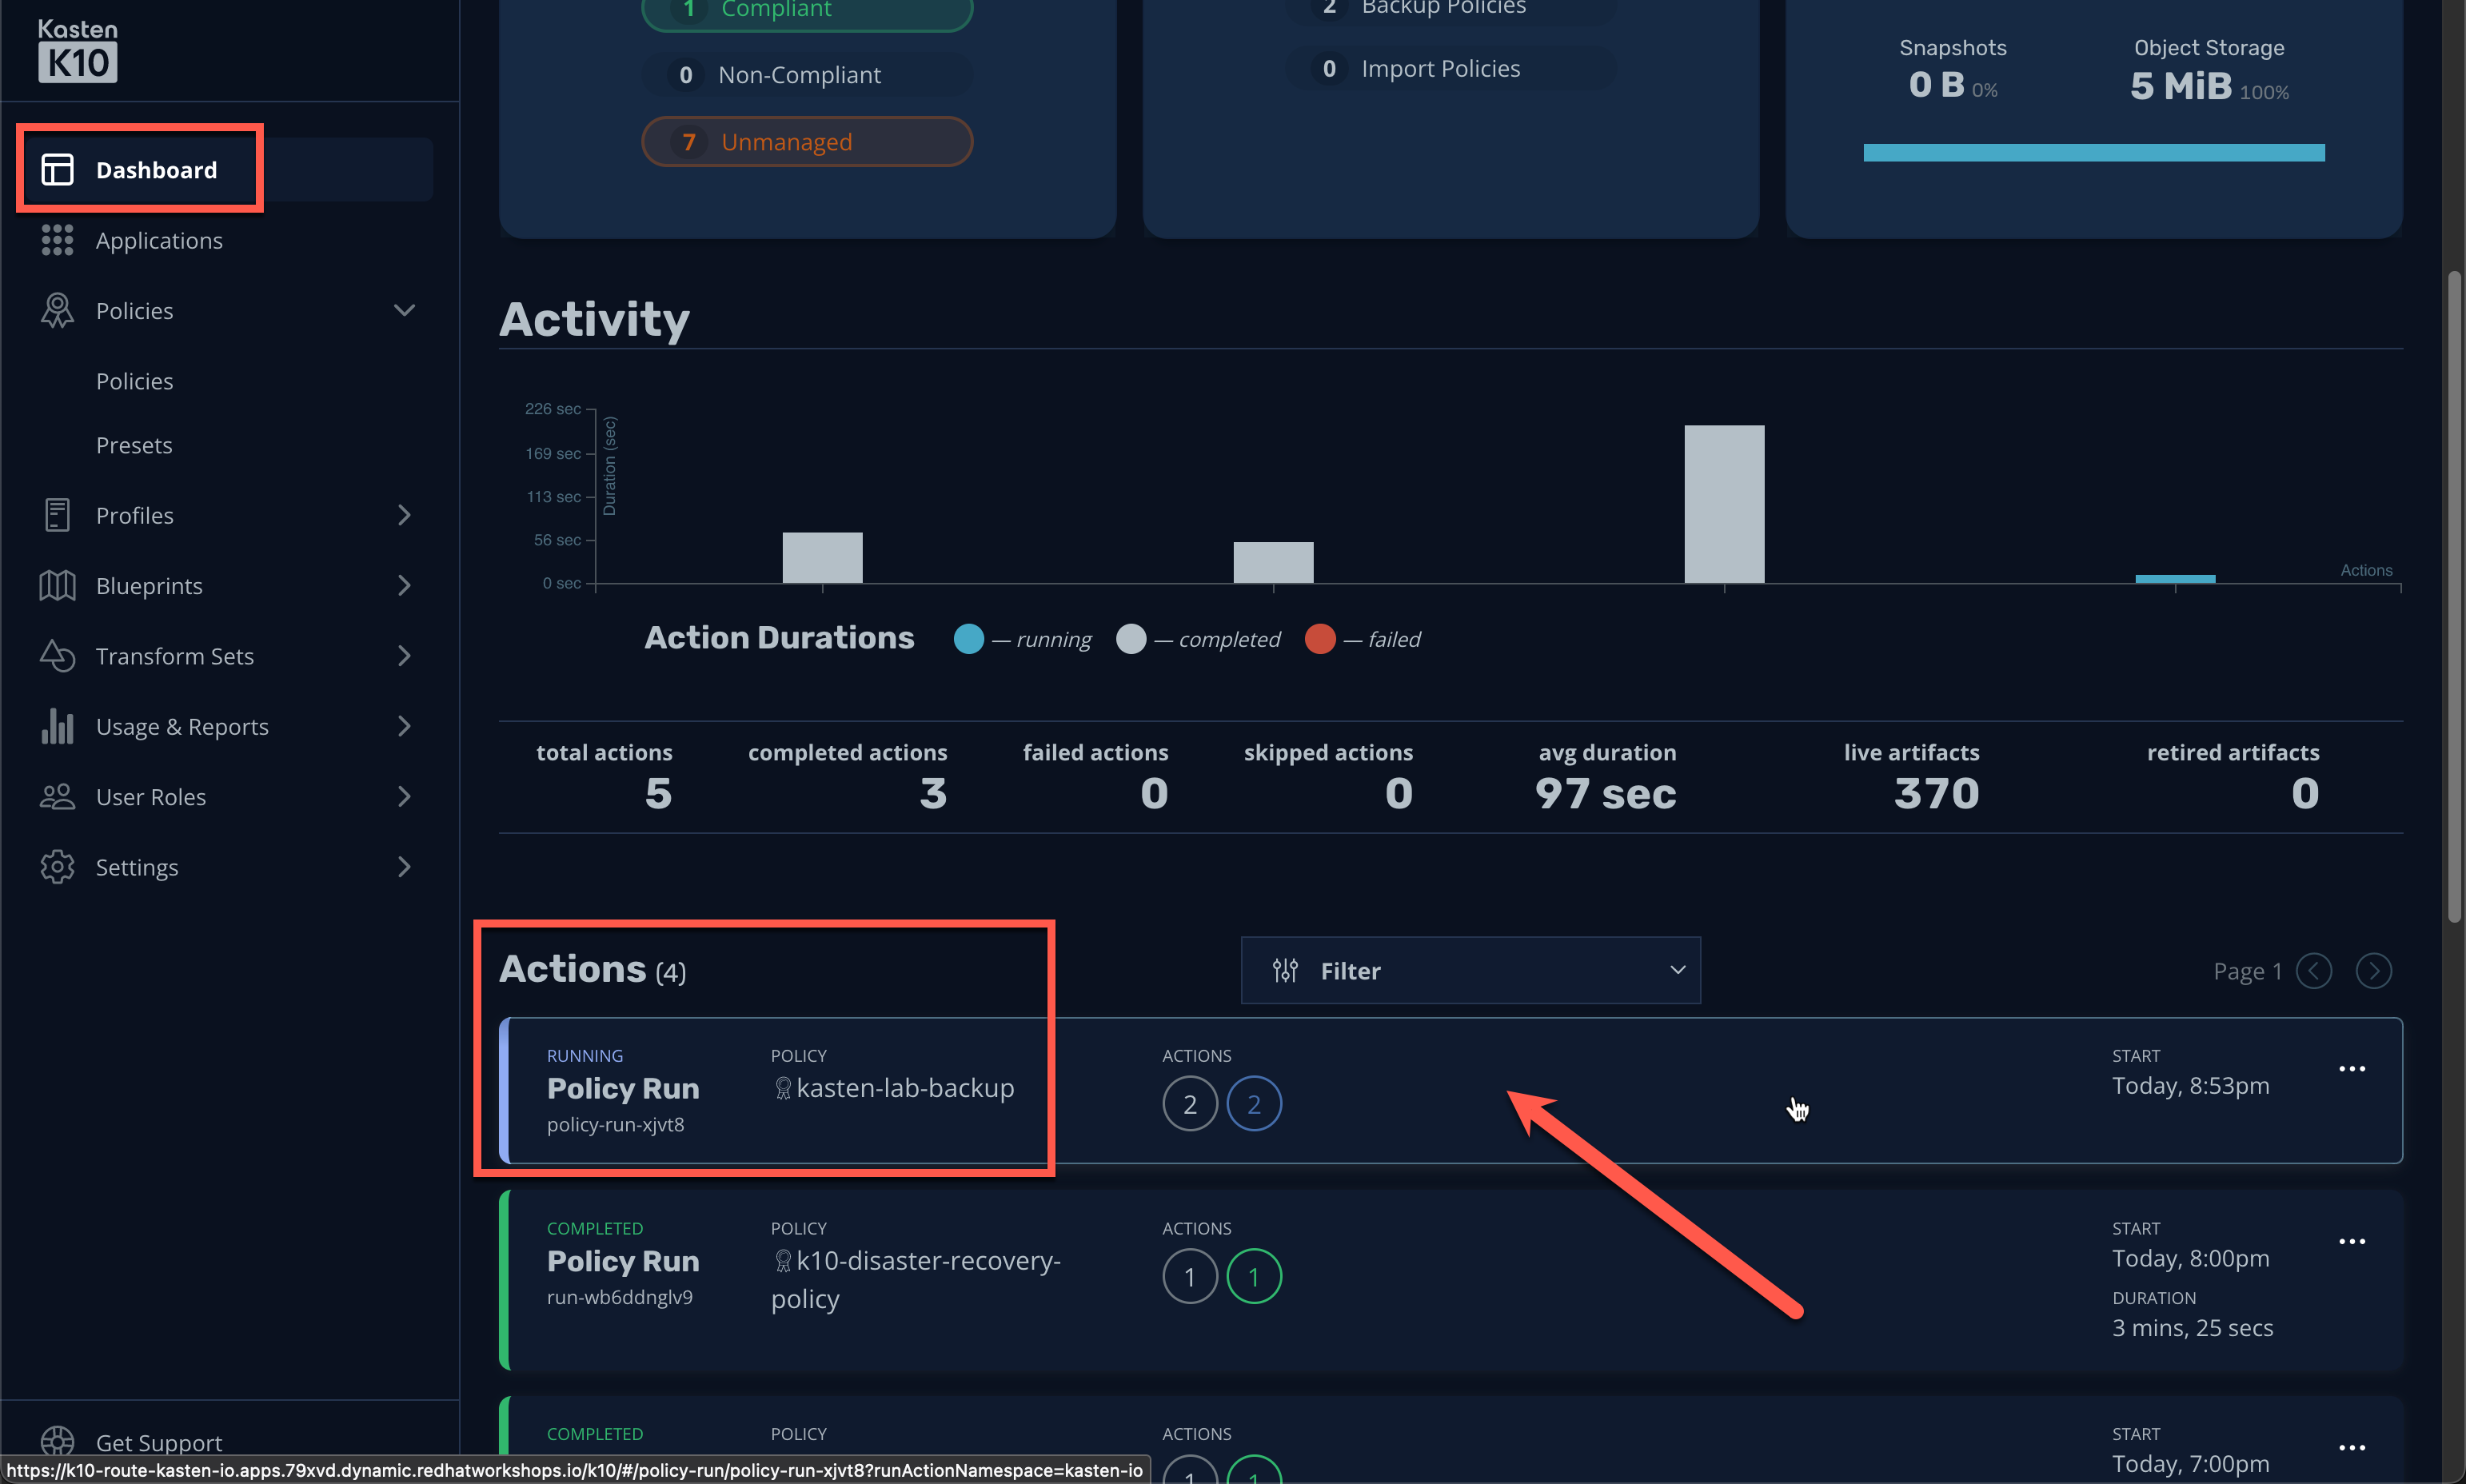 Kasten
K10
Dashboard
Applications
Policies
Policies
Presets
Profiles
Blueprints
Transform Sets
Usage & Reports
User Roles
Settings
Get Support
1 Compliant
0 Non-Compliant
7 Unmanaged
2 Backup Policies
0 Import Policies
Snapshots
0 B 0%
Object Storage
5 MiB 100%
Activity
226 sec
169 sec
113 sec
56 sec
0 sec
Duration (sec)
Actions
Action Durations — running — completed — failed
total actions
5
completed actions
3
failed actions
0
skipped actions
0
avg duration
97 sec
live artifacts
370
retired artifacts
0
Actions (4)
Filter
Page 1
RUNNING
Policy Run
policy-run-xjvt8
POLICY
kasten-lab-backup
ACTIONS
2 2
START
Today, 8:53pm
COMPLETED
Policy Run
run-wb6ddnglv9
POLICY
k10-disaster-recovery-
policy
ACTIONS
1 1
START
Today, 8:00pm
DURATION
3 mins, 25 secs
COMPLETED
POLICY
ACTIONS
1 1
START
Today, 7:00pm
https://k10-route-kasten-io.apps.79xvd.dynamic.redhatworkshops.io/k10/#/policy-run/policy-run-xjvt8?runActionNamespace=kasten-io